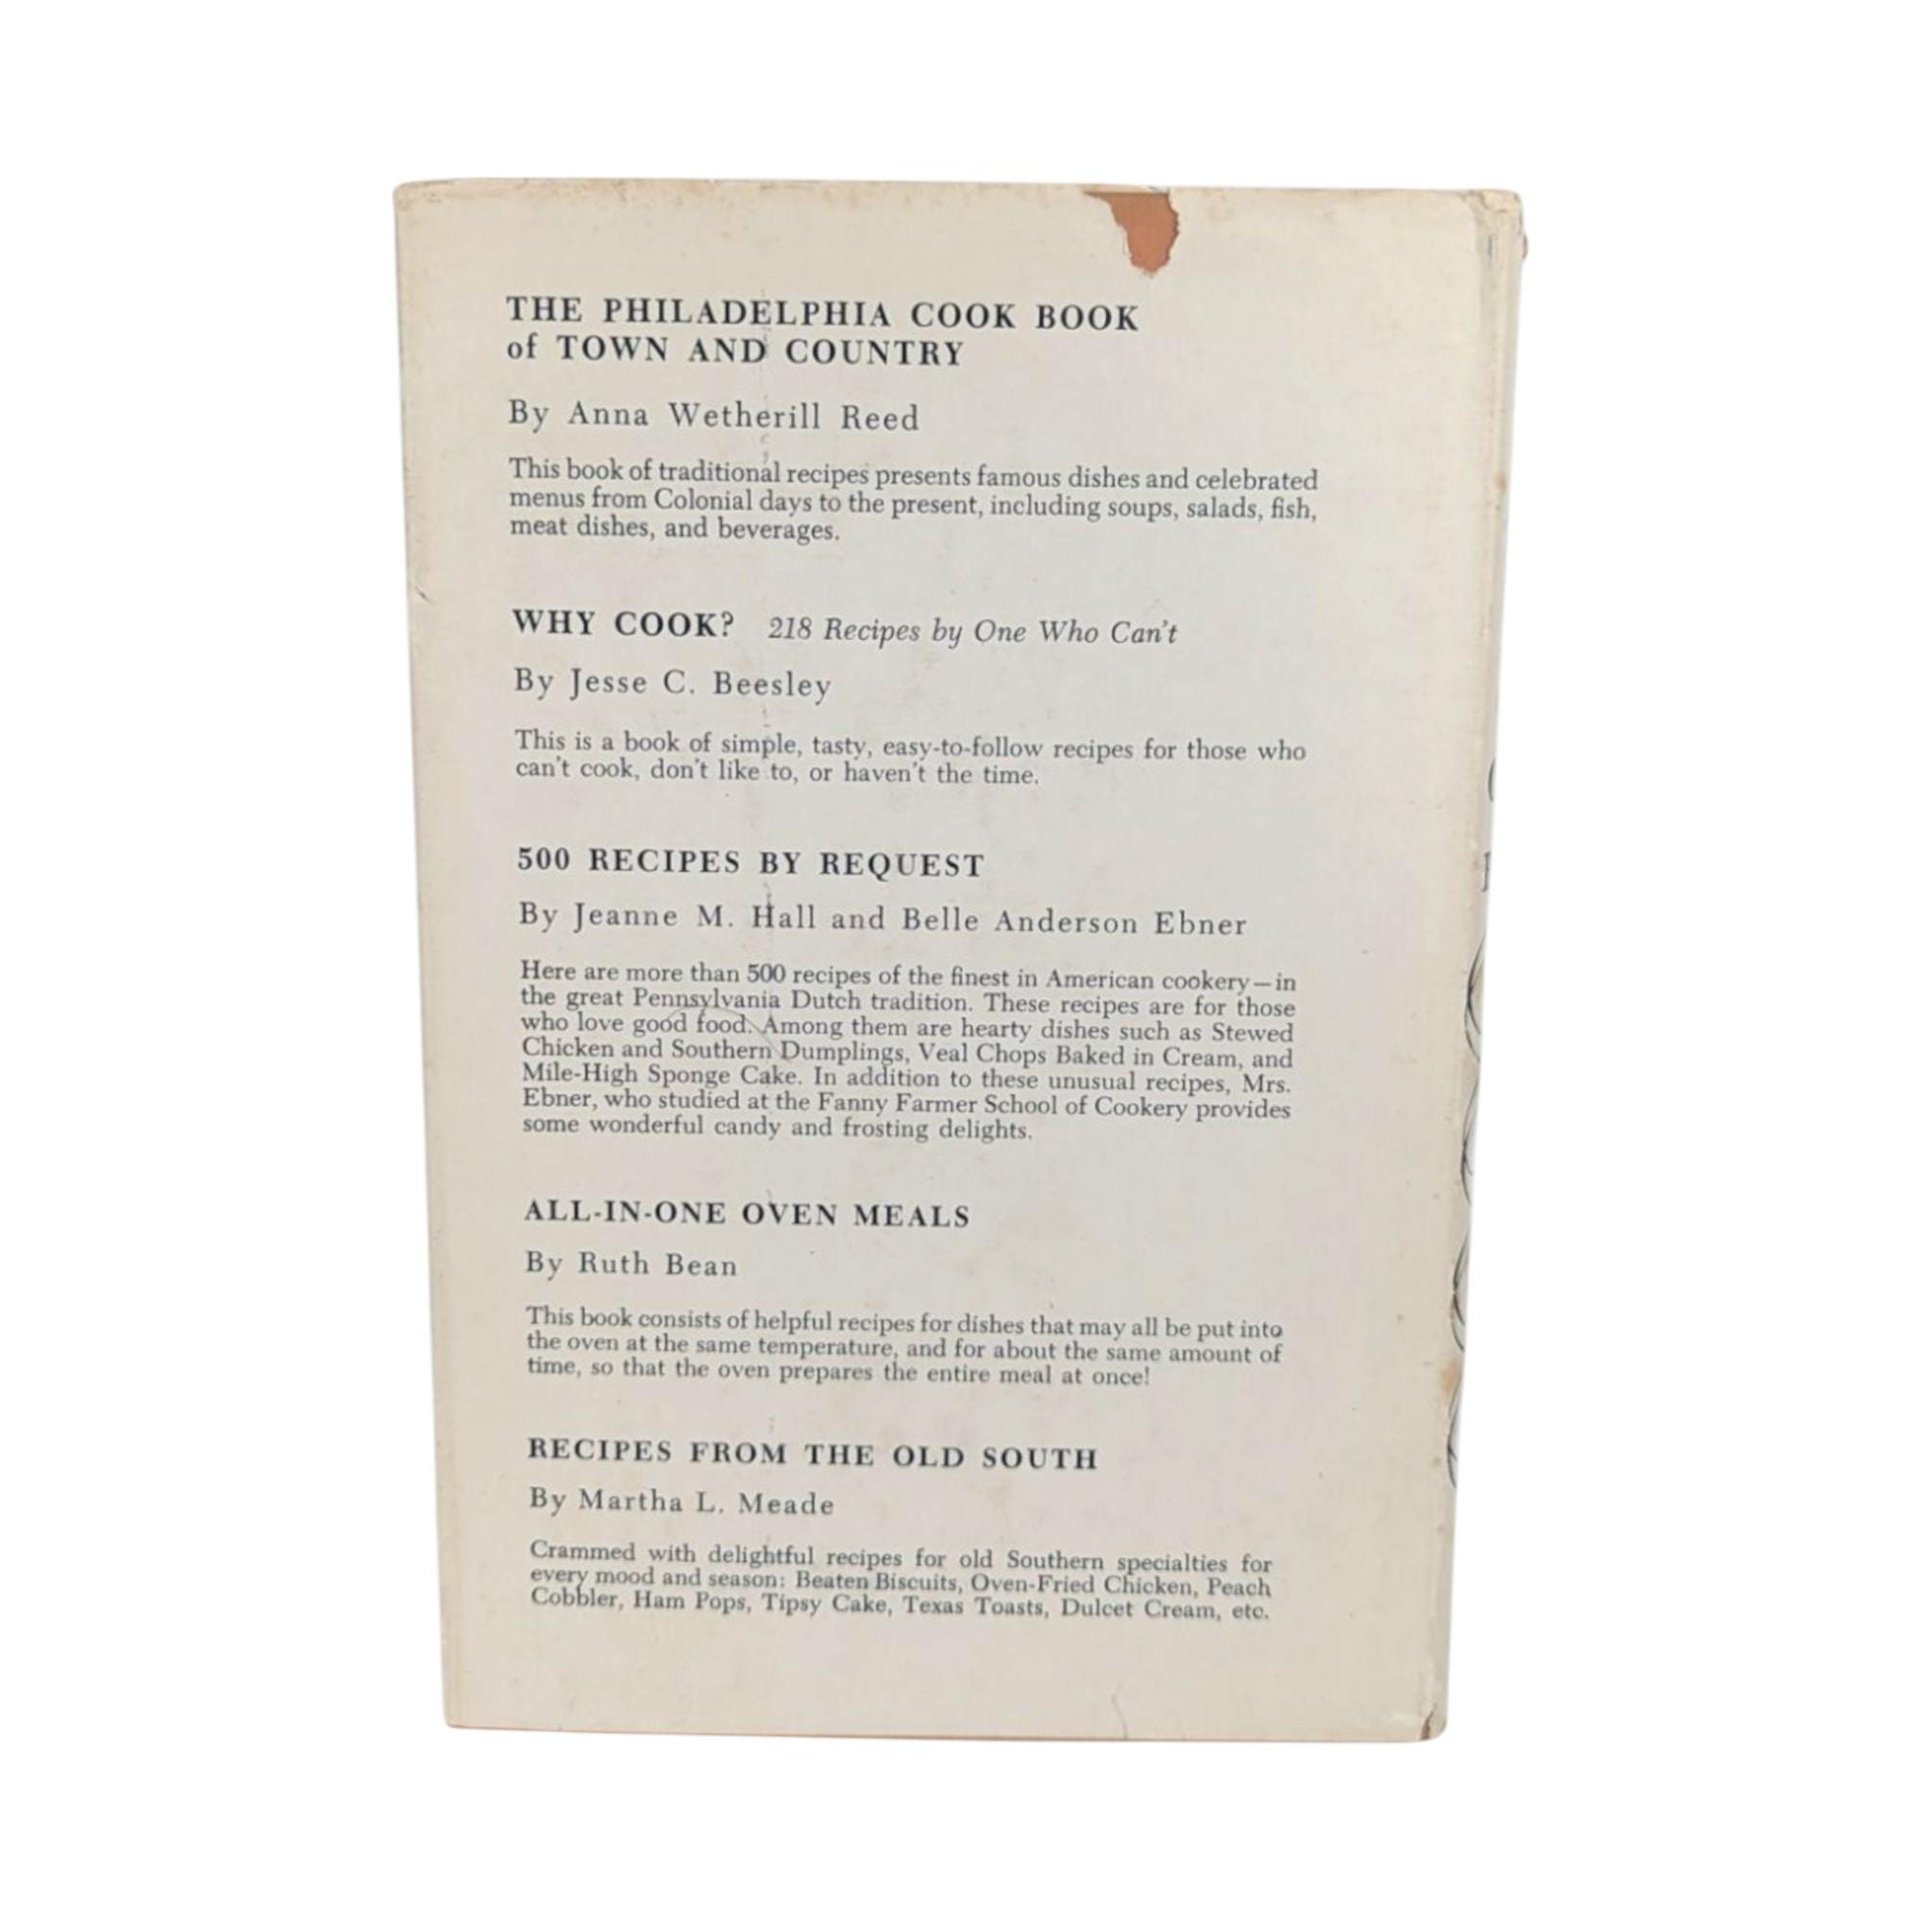 THE PHILADELPHIA COOK BOOK
of TOWN AND COUNTRY
By Anna Wetherill Reed
This book of traditional recipes presents famous dishes and celebrated
menus from Colonial days to the present, including soups, salads, fish,
meat dishes, and beverages.
WHY COOK? 218 Recipes by One Who Can't
By Jesse C. Beesley
This is a book of simple, tasty, easy-to-follow recipes for those who
can't cook, don't like to, or haven't the time.
500 RECIPES BY REQUEST
By Jeanne M. Hall and Belle Anderson Ebner
Here are more than 500 recipes of the finest in American cookery—in
the great Pennsylvania Dutch tradition. These recipes are for those
who love good food. Among them are hearty dishes such as Stewed
Chicken and Southern Dumplings, Veal Chops Baked in Cream, and
Mile-High Sponge Cake. In addition to these unusual recipes, Mrs.
Ebner, who studied at the Fanny Farmer School of Cookery provides
some wonderful candy and frosting delights.
ALL-IN-ONE OVEN MEALS
By Ruth Bean
This book consists of helpful recipes for dishes that may all be put into
the oven at the same temperature, and for about the same amount of
time, so that the oven prepares the entire meal at once!
RECIPES FROM THE OLD SOUTH
By Martha L. Meade
Crammed with delightful recipes for old Southern specialties for
every mood and season: Beaten Biscuits, Oven-Fried Chicken, Peach
Cobbler, Ham Pops, Tipsy Cake, Texas Toasts, Dulcet Cream, etc.